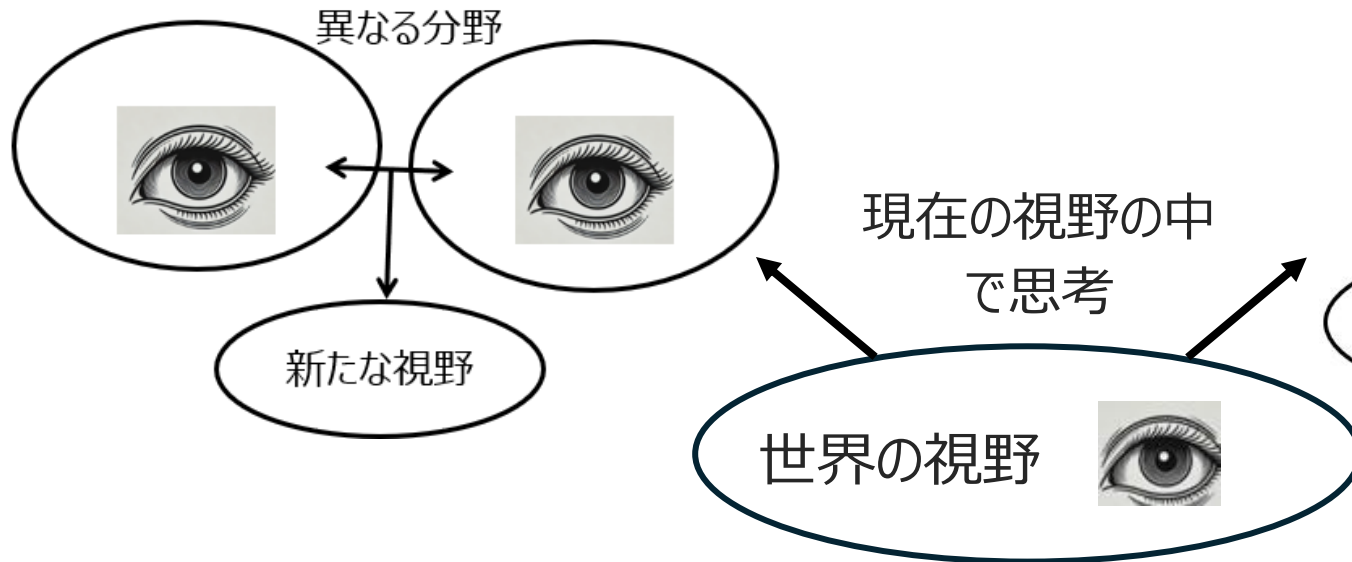 異なる分野
新たな視野
現在の視野の中
で思考
世界の視野